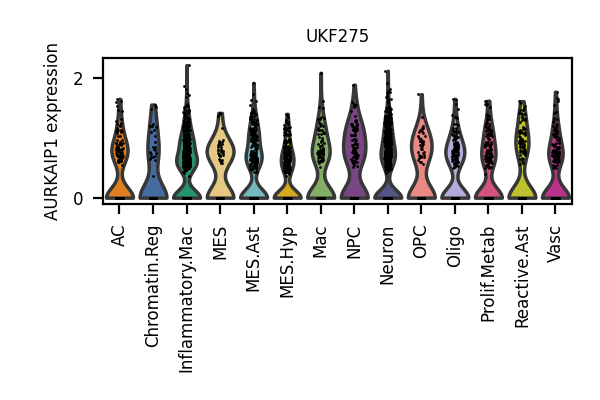 UKF275
AURKAIP1 expression
2
0
AC
Chromatin.Reg
Inflammatory.Mac
MES
MES.Ast
MES.Hyp
Mac
NPC
Neuron
OPC
Oligo
Prolif.Metab
Reactive.Ast
Vasc